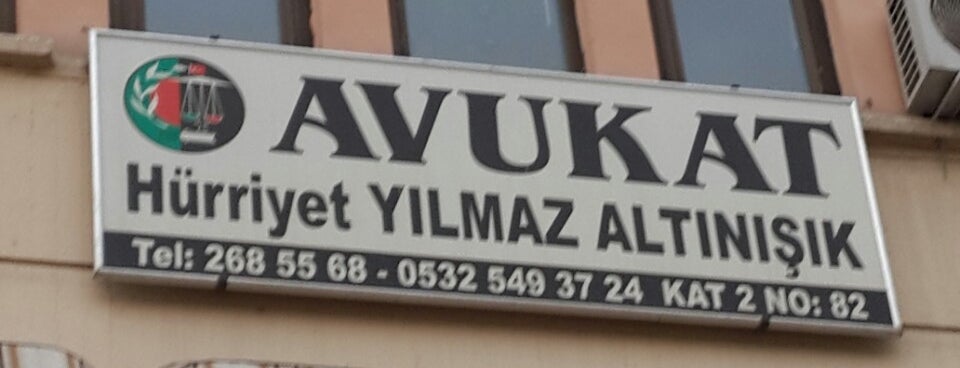 AVUKAT
Hürriyet YILMAZ ALTINIŞIK
Tel: 268 55 68 - 0532 549 37 24 KAT 2 NO: 82